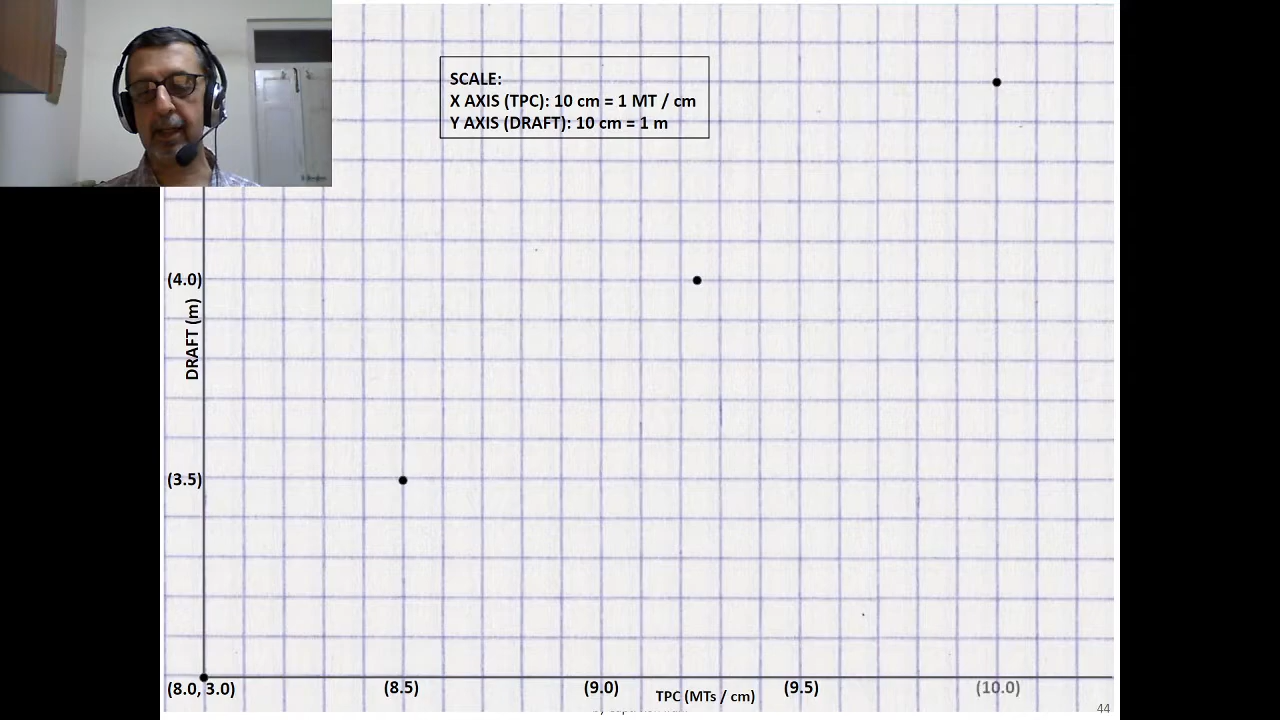 SCALE:
X AXIS (TPC): 10 cm = 1 MT / cm
Y AXIS (DRAFT): 10 cm = 1 m
(4.0)
DRAFT (m)
(3.5)
(8.0, 3.0)
(8.5)
(9.0)
TPC (MTs / cm)
(9.5)
(10.0)
44